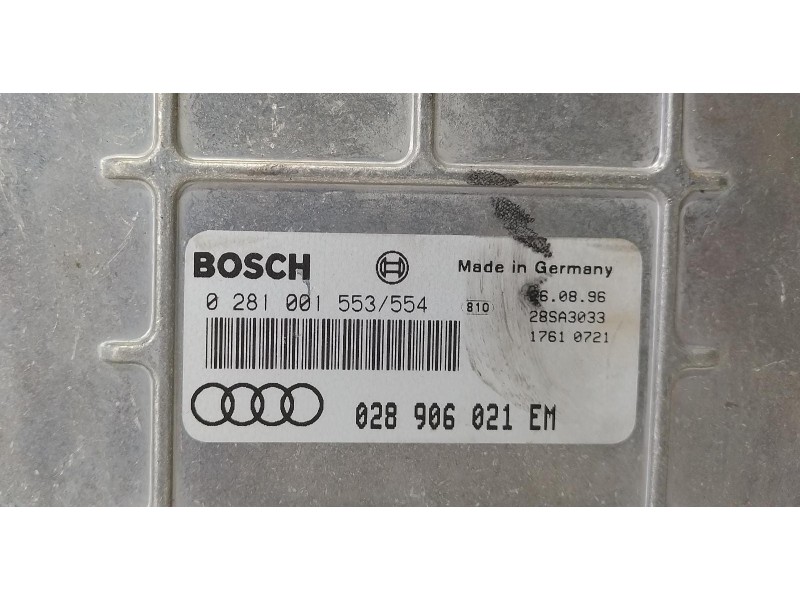 BOSCH
Made in Germany
0 281 001 553/554
810
6.08.96
28SA3033
1761 0721
028 906 021 EM